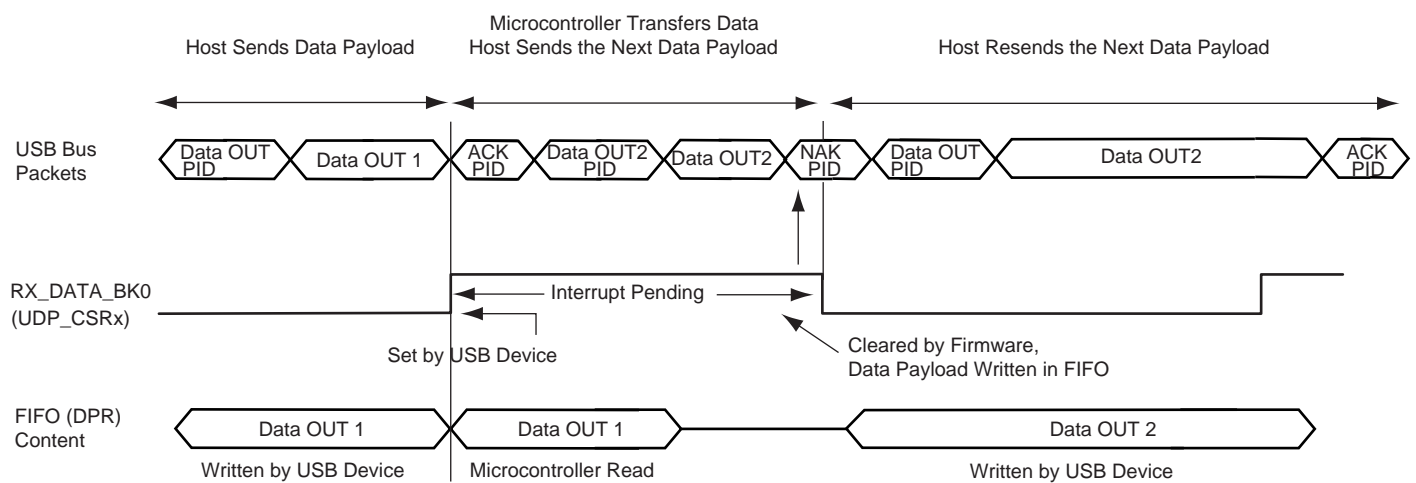 Microcontroller Transfers Data
Host Sends Data Payload
Host Sends the Next Data Payload
Host Resends the Next Data Payload
USB Bus
Packets
Data OUT
PID
Data OUT 1
ACK
PID
Data OUT2
PID
Data OUT2
NAK
PID
Data OUT
PID
Data OUT2
ACK
PID
RX_DATA_BK0
(UDP_CSRx)
Interrupt Pending
Set by USB Device
Cleared by Firmware,
Data Payload Written in FIFO
FIFO (DPR)
Content
Data OUT 1
Data OUT 1
Data OUT 2
Written by USB Device
Microcontroller Read
Written by USB Device